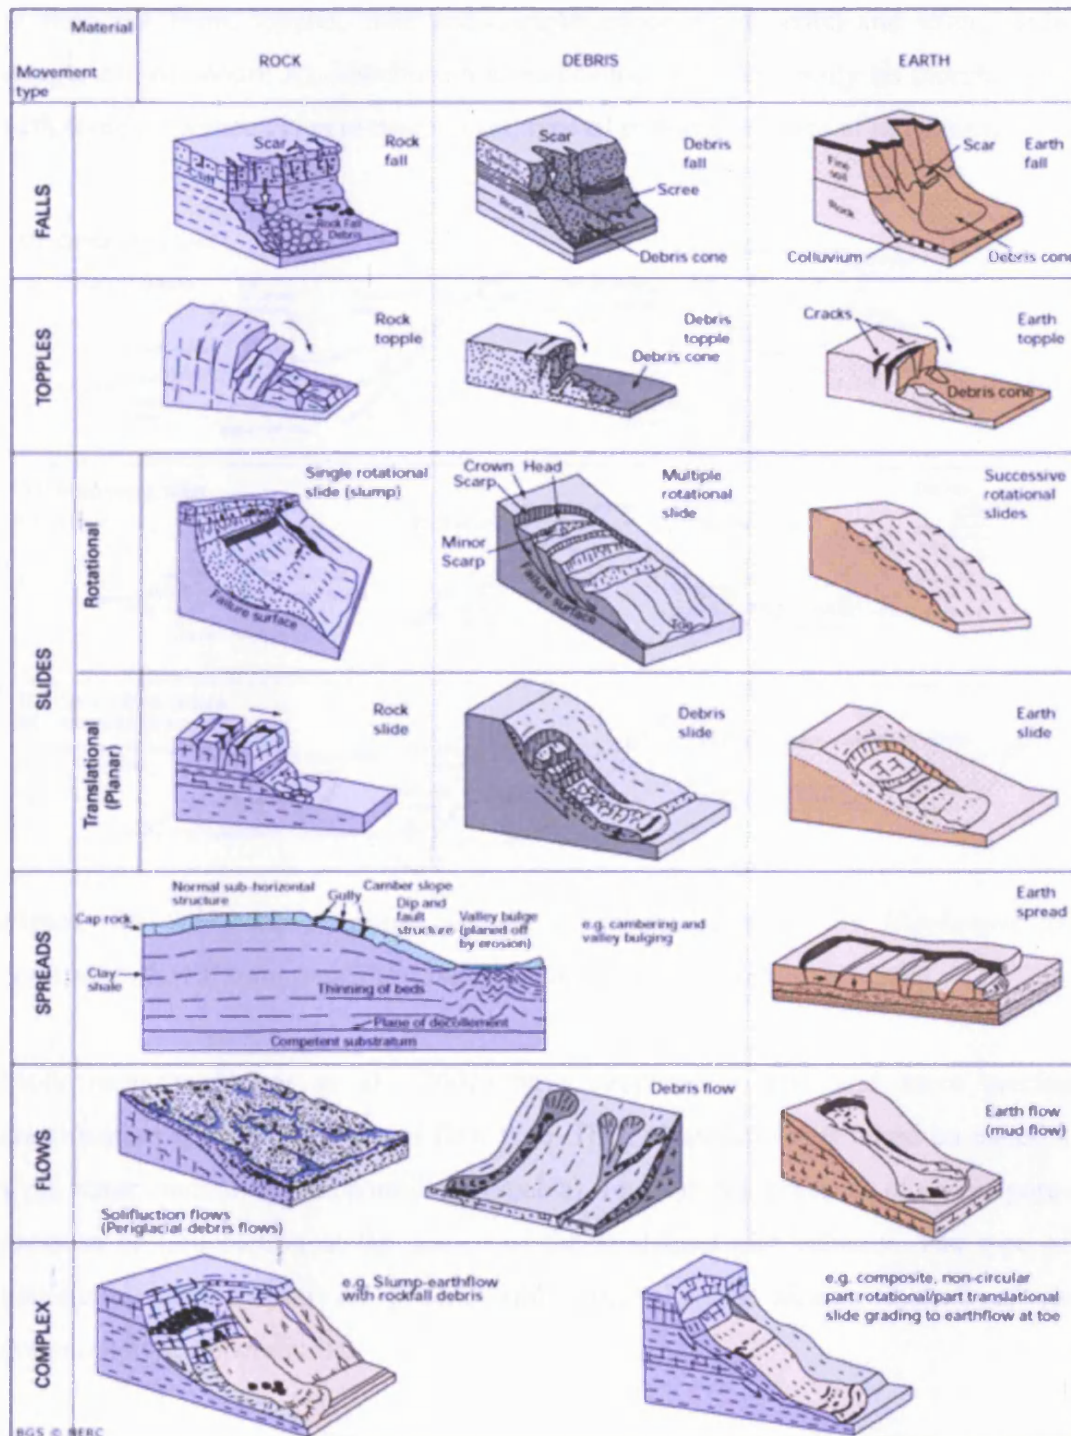 Material
Movement
type
ROCK
DEBRIS
EARTH
FALLS
Scar
Rock
fall
Cliff
Rock Fall
Debris
Debris
fall
Scree
Rock
Debris cone
Scar
Earth
fall
Fine
soil
Rock
Colluvium
Debris cone
TOPPLES
Rock
topple
Debris
topple
Debris cone
Cracks
Earth
topple
Debris cone
SLIDES
Rotational
Single rotational
slide (slump)
Failure surface
Crown Head
Scarp
Minor
Scarp
Failure surface
Toe
Multiple
rotational
slide
Successive
rotational
slides
Translational
(Planar)
Rock
slide
Debris
slide
Earth
slide
SPREADS
Normal sub-horizontal
structure
Gully
Camber slope
Dip and
fault
structure
Valley bulge
(planed off
by erosion)
Cap rock
Clay
shale
Thinning of beds
Plane of decollement
Competent substratum
e.g. cambering and
valley bulging
Earth
spread
FLOWS
Solifluction flows
(Periglacial debris flows)
Debris flow
Earth flow
(mud flow)
COMPLEX
e.g. Slump-earthflow
with rockfall debris
e.g. composite, non-circular
part rotational/part translational
slide grading to earthflow at toe
BGS © NERC